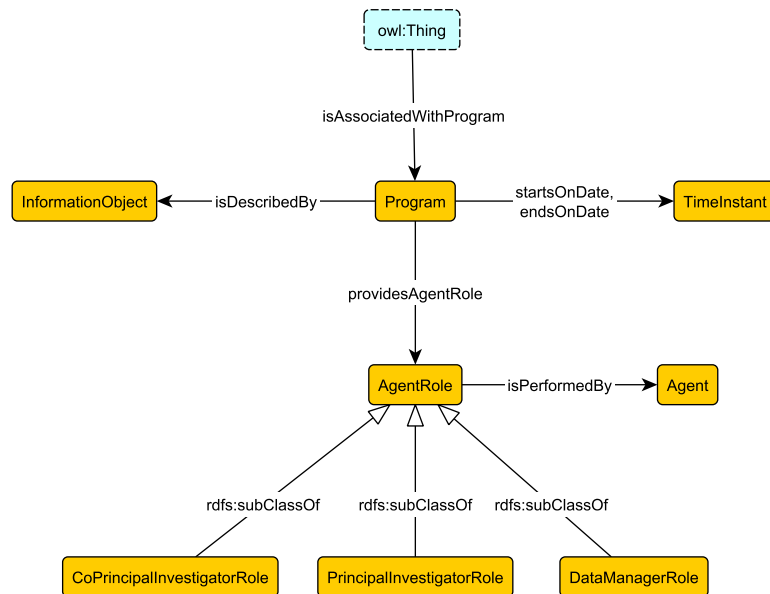 owl:Thing
isAssociatedWithProgram
InformationObject
isDescribedBy
Program
startsOnDate,
endsOnDate
TimeInstant
providesAgentRole
AgentRole
isPerformedBy
Agent
rdfs:subClassOf
rdfs:subClassOf
rdfs:subClassOf
CoPrincipalInvestigatorRole
PrincipalInvestigatorRole
DataManagerRole